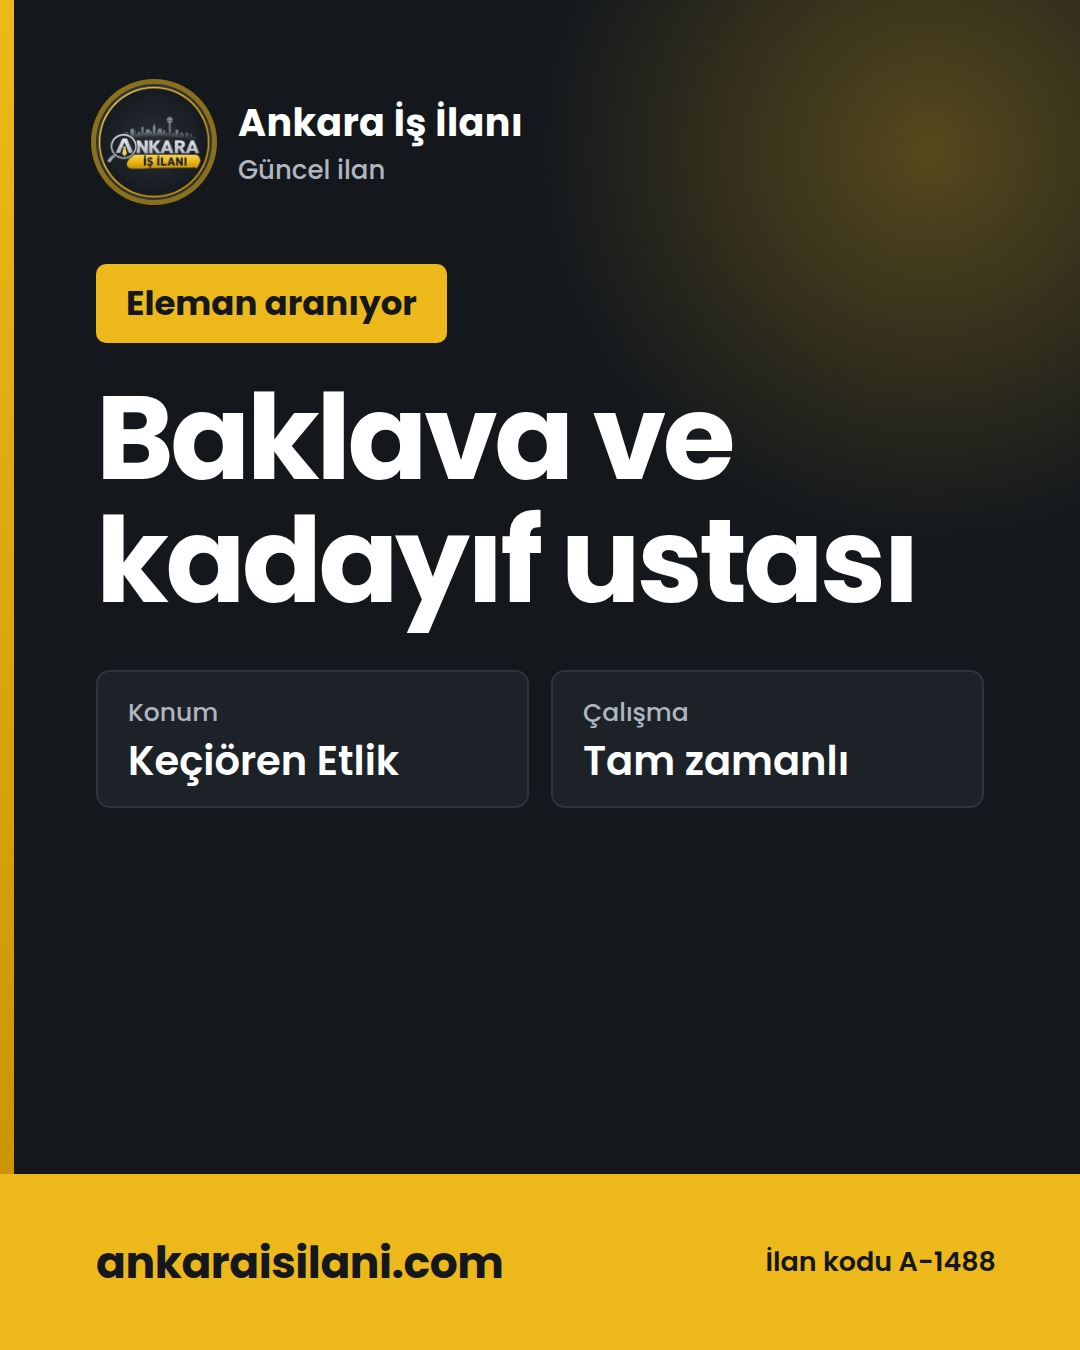 ANKARA
İŞ İLANI
Ankara İş İlanı
Güncel ilan
Eleman aranıyor
Baklava ve
kadayıf ustası
Konum
Keçiören Etlik
Çalışma
Tam zamanlı
ankaraisilani.com
İlan kodu A-1488